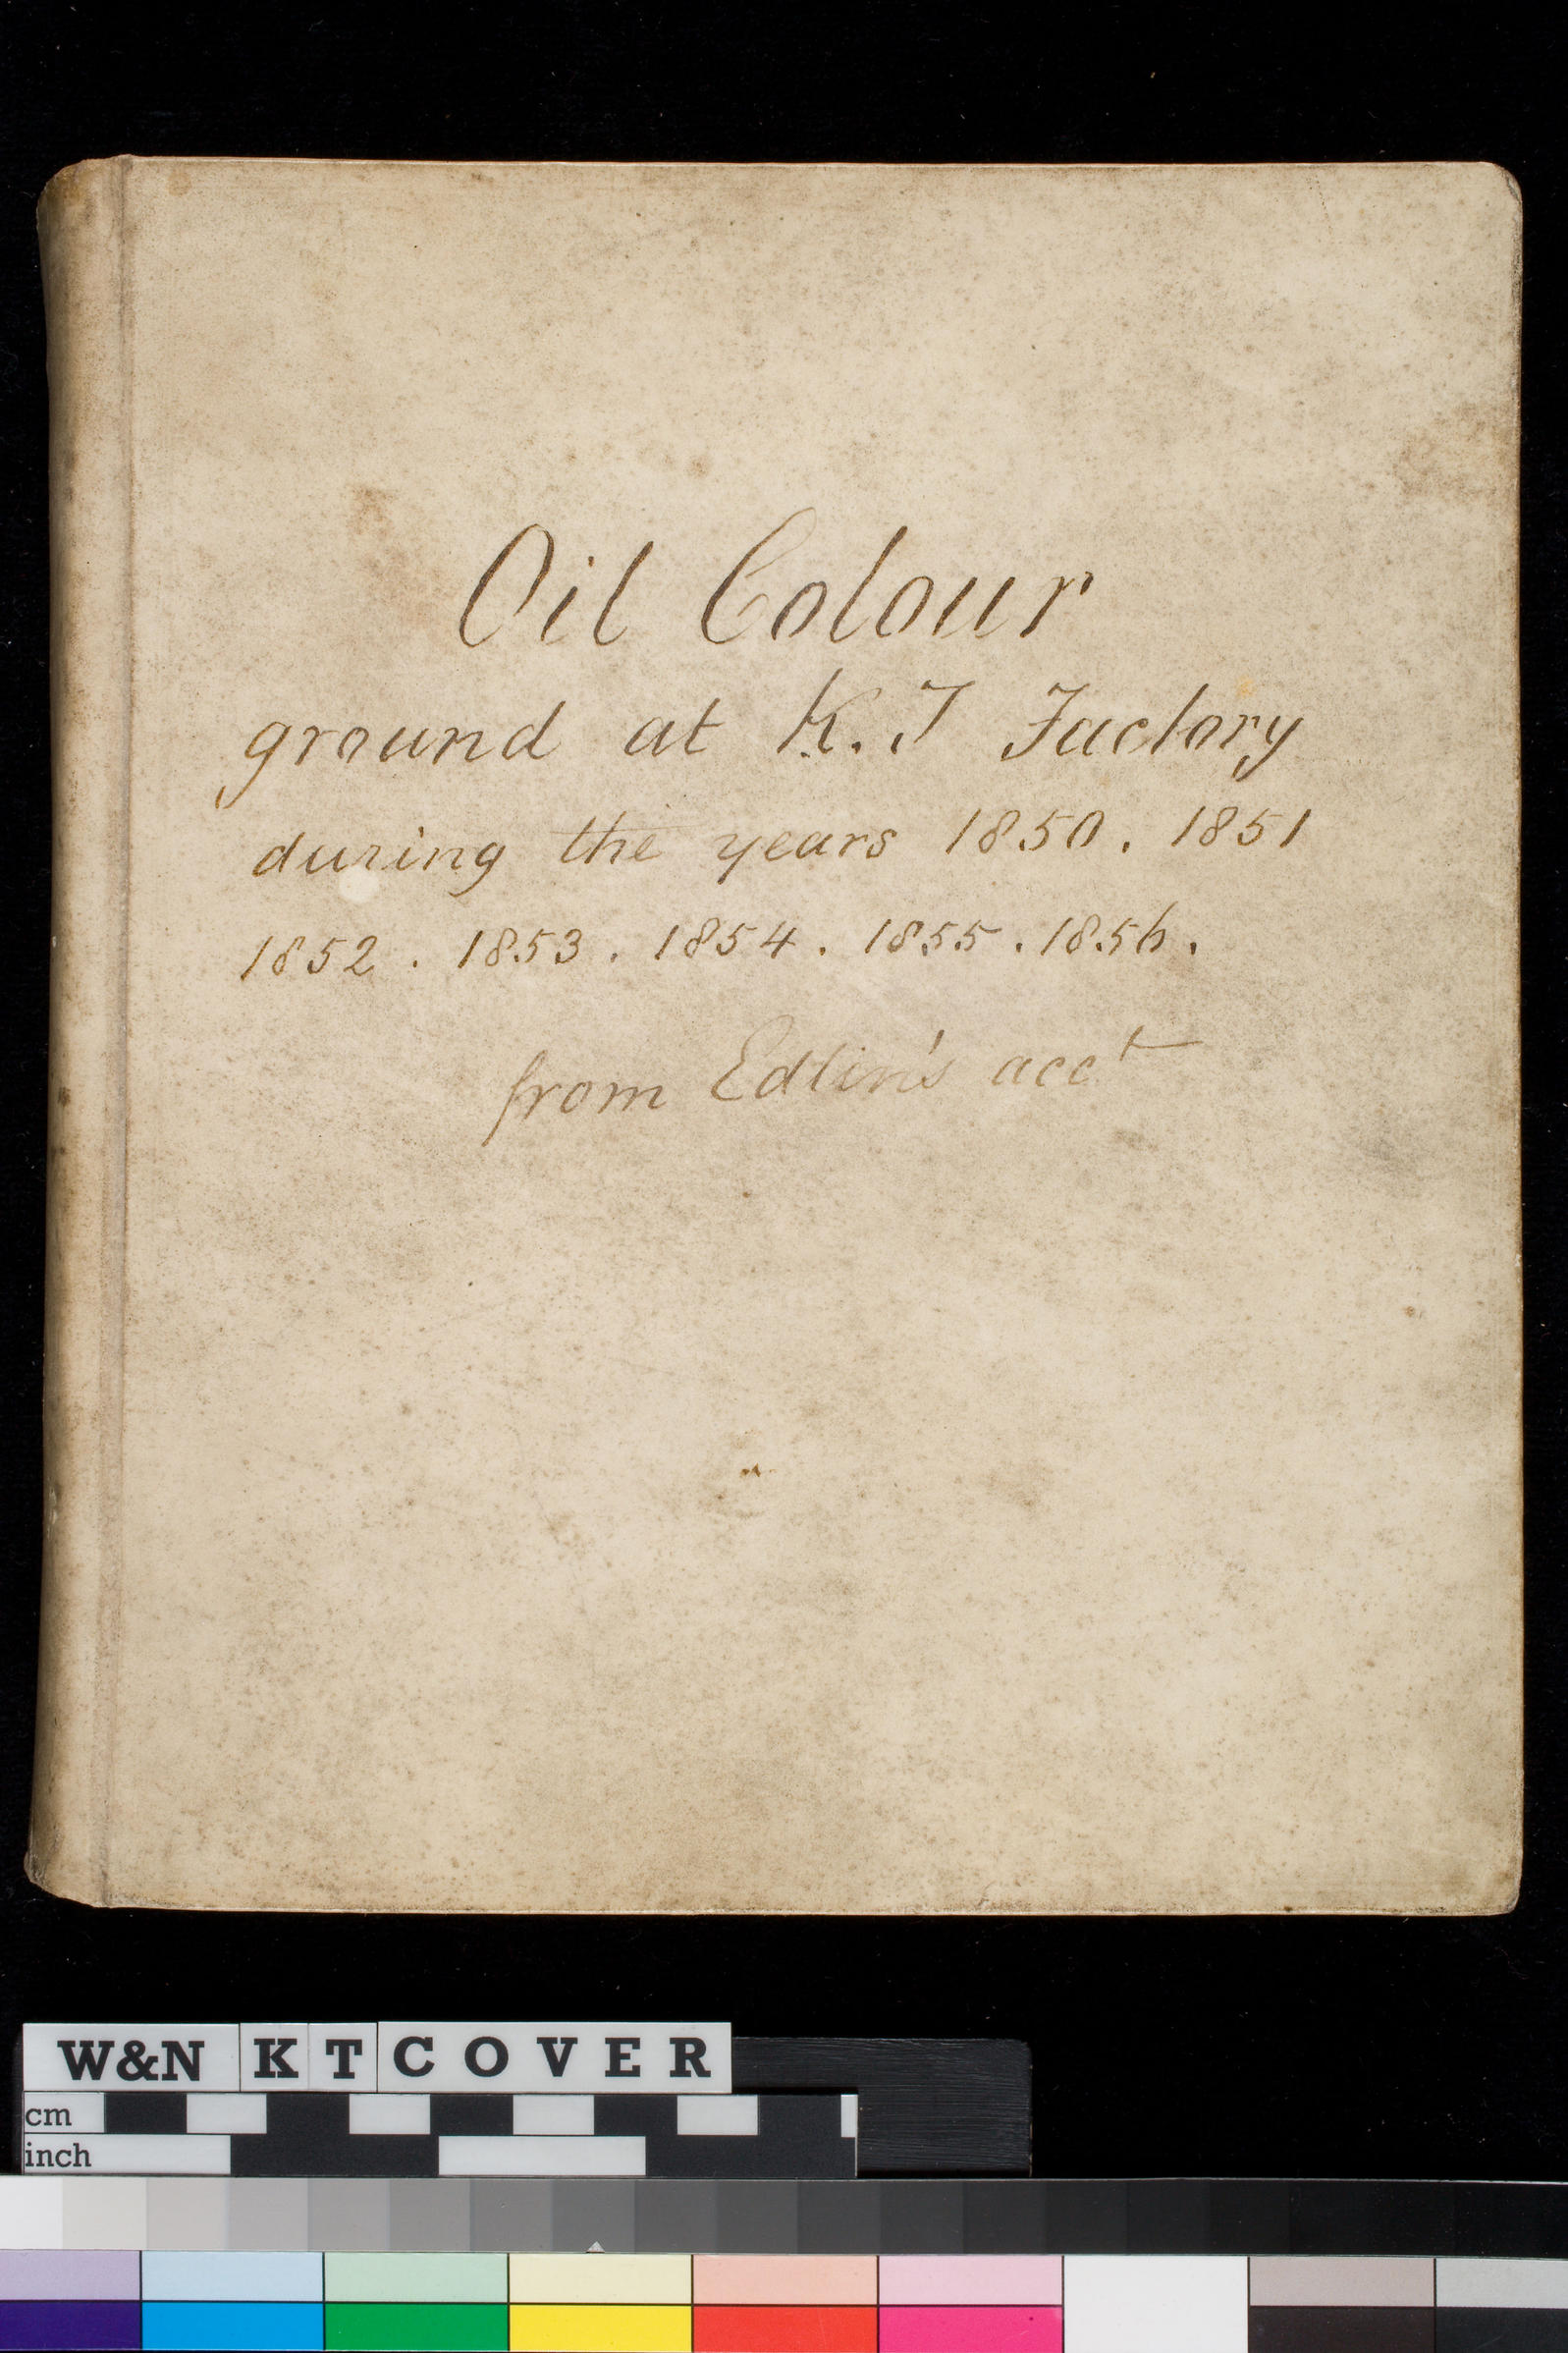 Oil Colour
ground at K. T Factory
during the years 1850. 1851
1852. 1853. 1854. 1855. 1856.
from Edlin's acct
W&N KT COVER
cm
inch